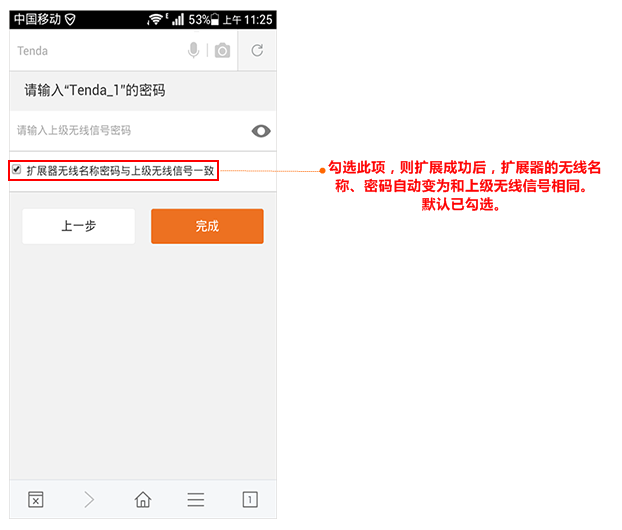 中国移动 53% 上午 11:25
Tenda
请输入“Tenda_1”的密码
请输入上级无线信号密码
扩展器无线名称密码与上级无线信号一致
勾选此项，则扩展成功后，扩展器的无线名
称、密码自动变为和上级无线信号相同。
默认已勾选。
上一步 完成
1